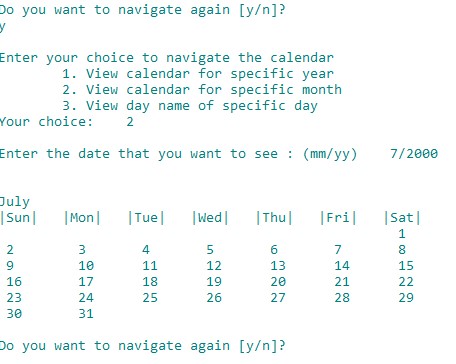 Do you want to navigate again [y/n]?
y
Enter your choice to navigate the calendar
1. View calendar for specific year
2. View calendar for specific month
3. View day name of specific day
Your choice: 2
Enter the date that you want to see : (mm/yy) 7/2000
July
|Sun| |Mon| |Tue| |Wed| |Thu| |Fri| |Sat|
1
2 3 4 5 6 7 8
9 10 11 12 13 14 15
16 17 18 19 20 21 22
23 24 25 26 27 28 29
30 31
Do you want to navigate again [y/n]?